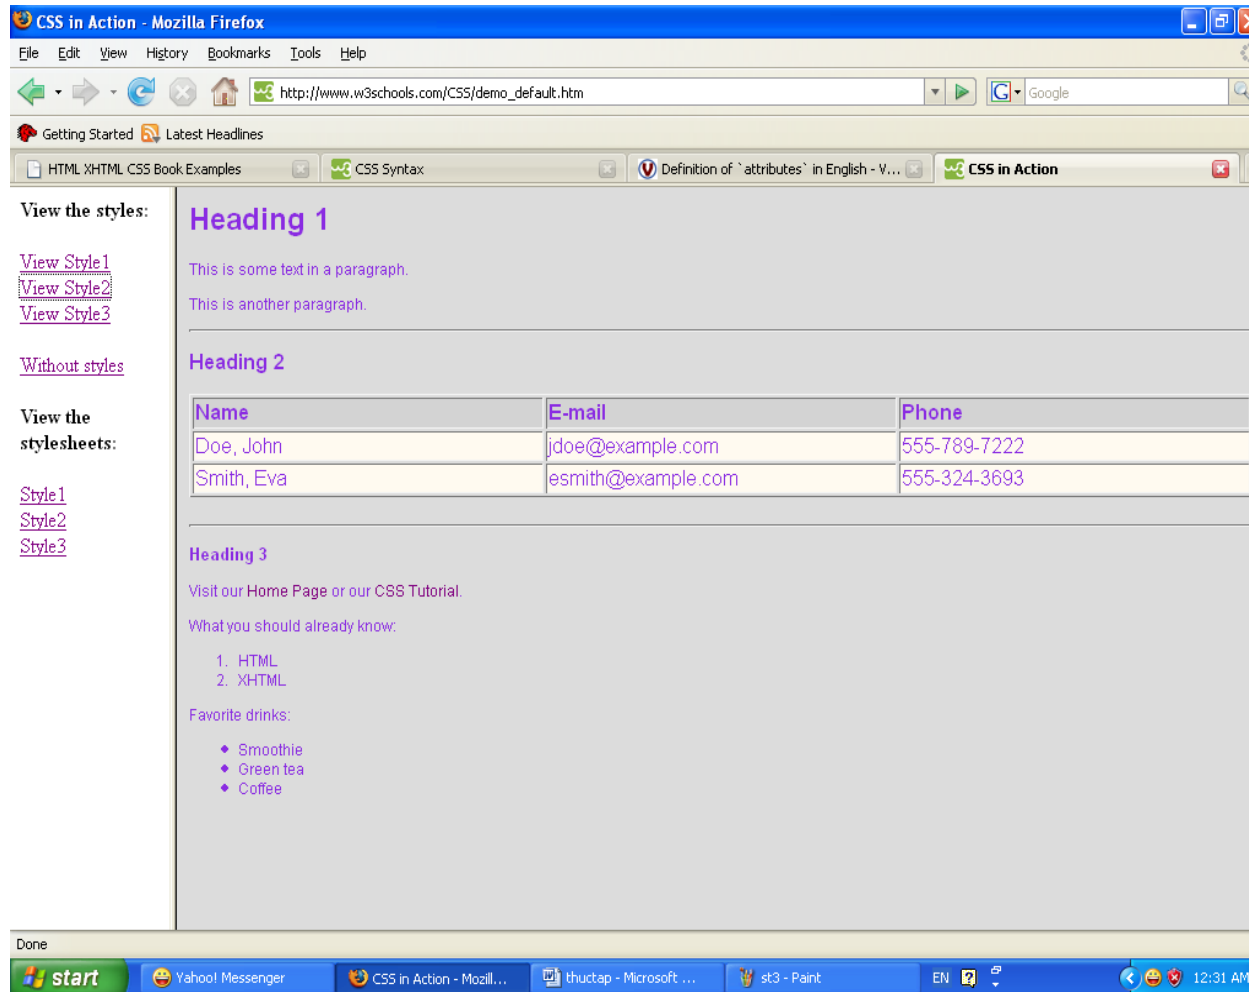 CSS in Action - Mozilla Firefox
File Edit View History Bookmarks Tools Help
http://www.w3schools.com/CSS/demo_default.htm
G Google
Getting Started Latest Headlines
HTML XHTML CSS Book Examples
CSS Syntax
Definition of `attributes` in English - V...
CSS in Action
View the styles:
View Style1
View Style2
View Style3
Without styles
View the
stylesheets:
Style1
Style2
Style3
Heading 1
This is some text in a paragraph.
This is another paragraph.
Heading 2
Name E-mail Phone
Doe, John jdoe@example.com 555-789-7222
Smith, Eva esmith@example.com 555-324-3693
Heading 3
Visit our Home Page or our CSS Tutorial.
What you should already know:
1. HTML
2. XHTML
Favorite drinks:
Smoothie
Green tea
Coffee
Done
start Yahoo! Messenger CSS in Action - Mozill... thuctap - Microsoft ... st3 - Paint EN 12:31 AM